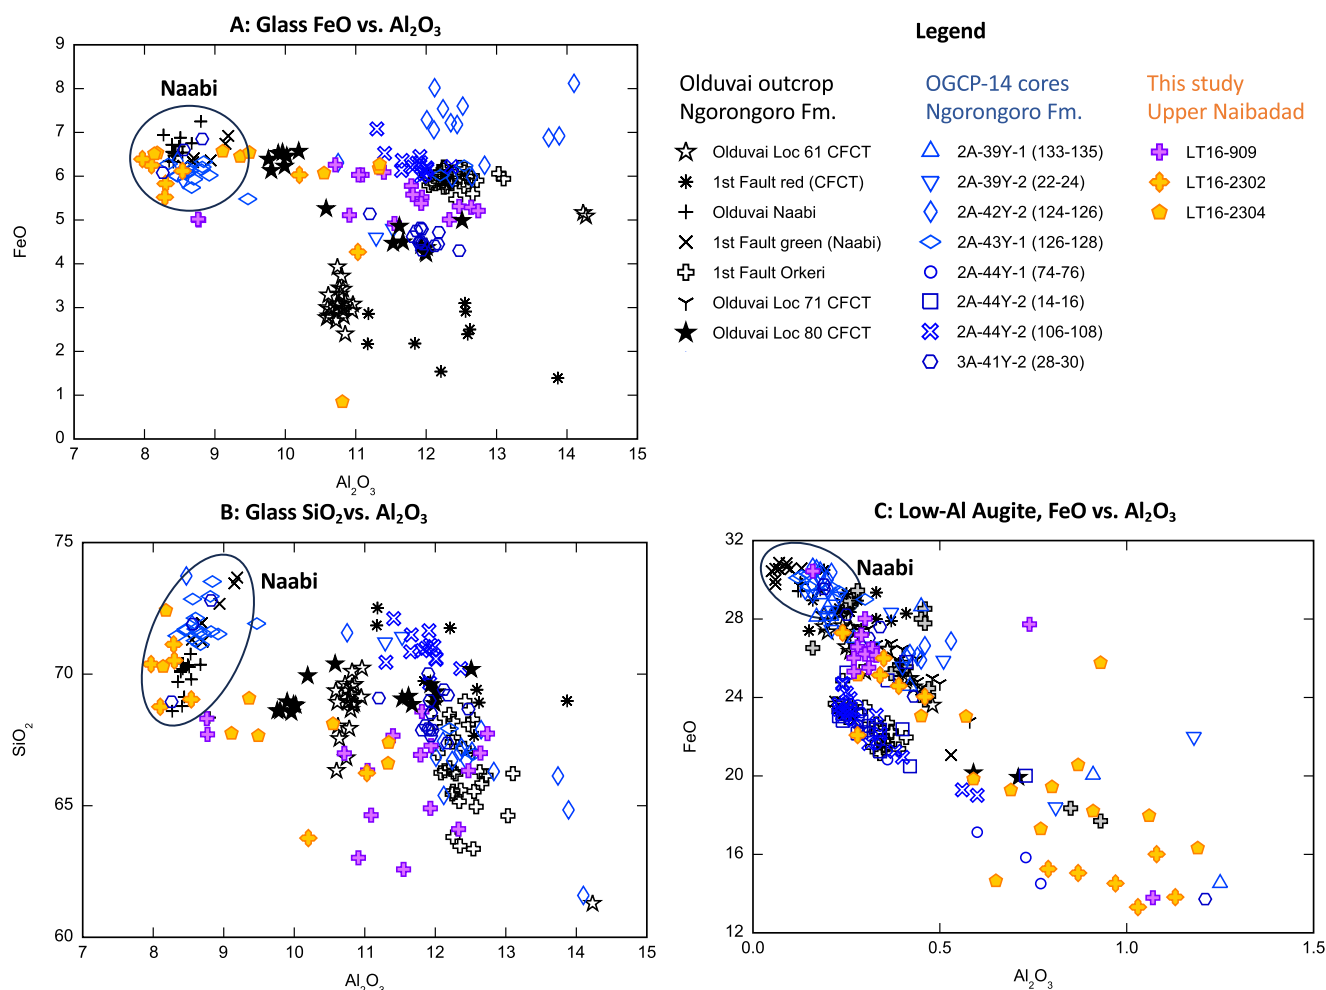 A: Glass FeO vs. Al₂O₃
9
8
7
6
5
4
3
2
1
0
FeO
Naabi
7 8 9 10 11 12 13 14 15
Al₂O₃
Legend
Olduvai outcrop
Ngorongoro Fm.
Olduvai Loc 61 CFCT
1st Fault red (CFCT)
Olduvai Naabi
1st Fault green (Naabi)
1st Fault Orkeri
Olduvai Loc 71 CFCT
Olduvai Loc 80 CFCT
OGCP-14 cores
Ngorongoro Fm.
2A-39Y-1 (133-135)
2A-39Y-2 (22-24)
2A-42Y-2 (124-126)
2A-43Y-1 (126-128)
2A-44Y-1 (74-76)
2A-44Y-2 (14-16)
2A-44Y-2 (106-108)
3A-41Y-2 (28-30)
This study
Upper Naibadad
LT16-909
LT16-2302
LT16-2304
B: Glass SiO₂vs. Al₂O₃
75
70
65
60
SiO₂
Naabi
7 8 9 10 11 12 13 14 15
Al₂O₃
C: Low-Al Augite, FeO vs. Al₂O₃
32
28
24
20
16
12
FeO
Naabi
0.0 0.5 1.0 1.5
Al₂O₃